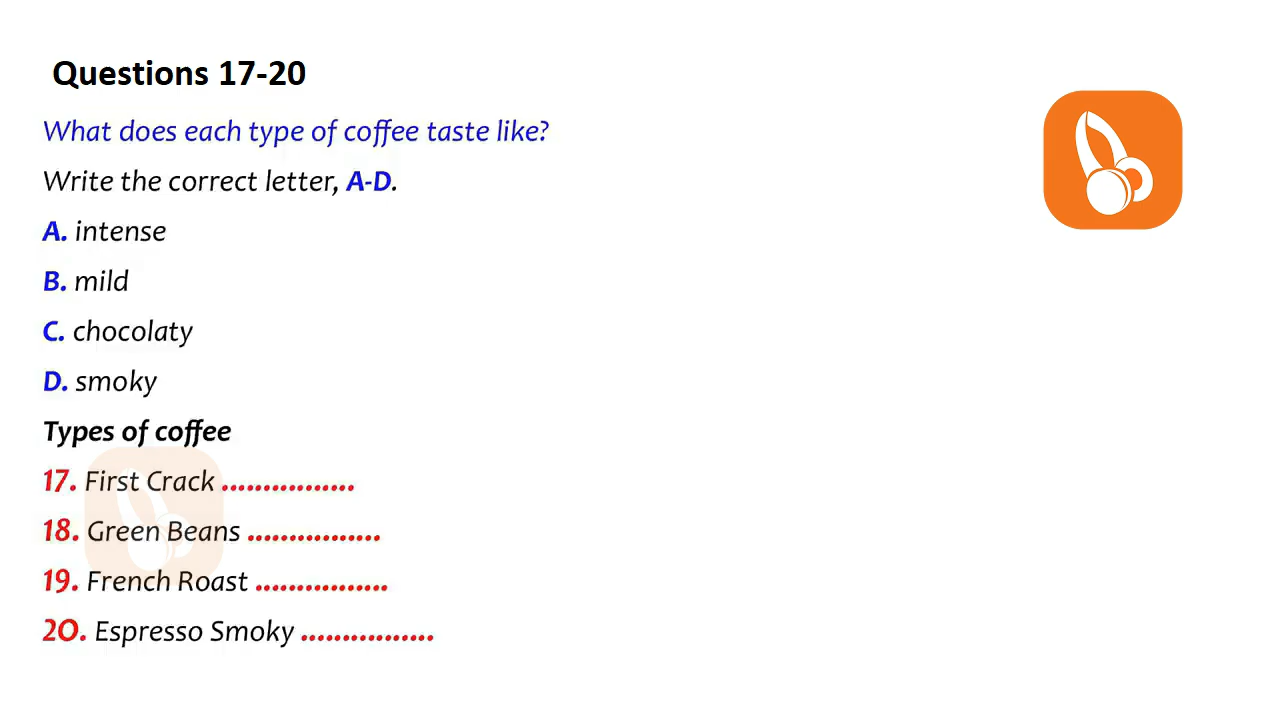 Questions 17-20
What does each type of coffee taste like?
Write the correct letter, A-D.
A. intense
B. mild
C. chocolaty
D. smoky
Types of coffee
17. First Crack ................
18. Green Beans ................
19. French Roast ................
20. Espresso Smoky ................